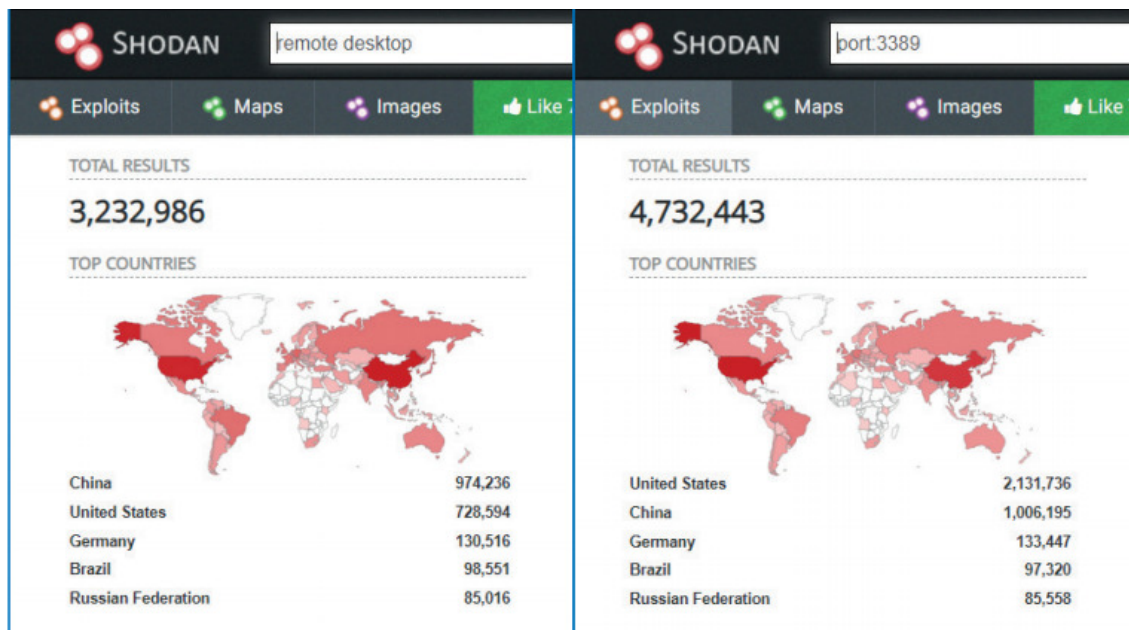 SHODAN
remote desktop
Exploits
Maps
Images
Like
TOTAL RESULTS
3,232,986
TOP COUNTRIES
China 974,236
United States 728,594
Germany 130,516
Brazil 98,551
Russian Federation 85,016
SHODAN
port:3389
Exploits
Maps
Images
Like
TOTAL RESULTS
4,732,443
TOP COUNTRIES
United States 2,131,736
China 1,006,195
Germany 133,447
Brazil 97,320
Russian Federation 85,558